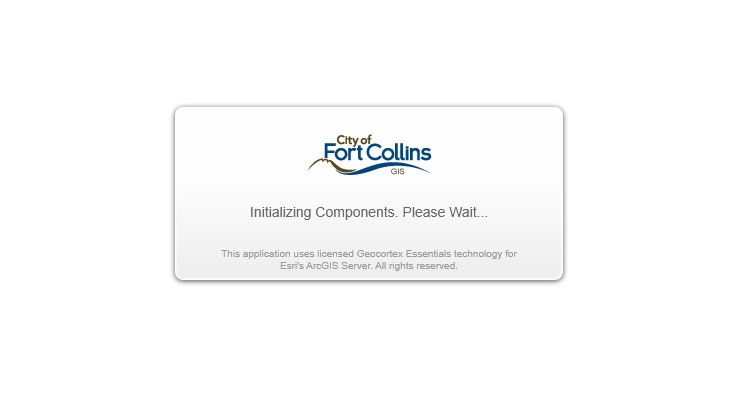 City of
Fort Collins
GIS
Initializing Components. Please Wait...
This application uses licensed Geocortex Essentials technology for
Esri's ArcGIS Server. All rights reserved.